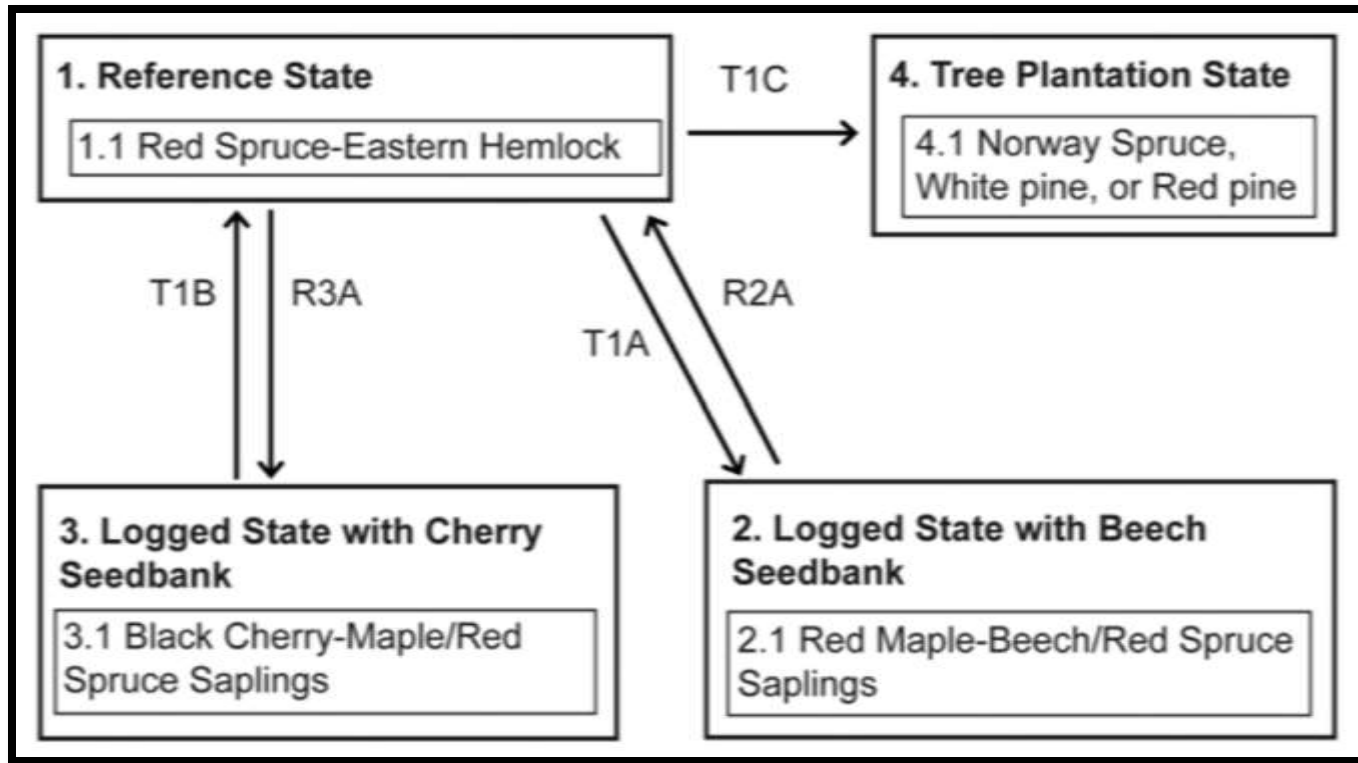 1. Reference State
1.1 Red Spruce-Eastern Hemlock
T1C
4. Tree Plantation State
4.1 Norway Spruce,
White pine, or Red pine
T1B
R3A
T1A
R2A
3. Logged State with Cherry
Seedbank
3.1 Black Cherry-Maple/Red
Spruce Saplings
2. Logged State with Beech
Seedbank
2.1 Red Maple-Beech/Red Spruce
Saplings